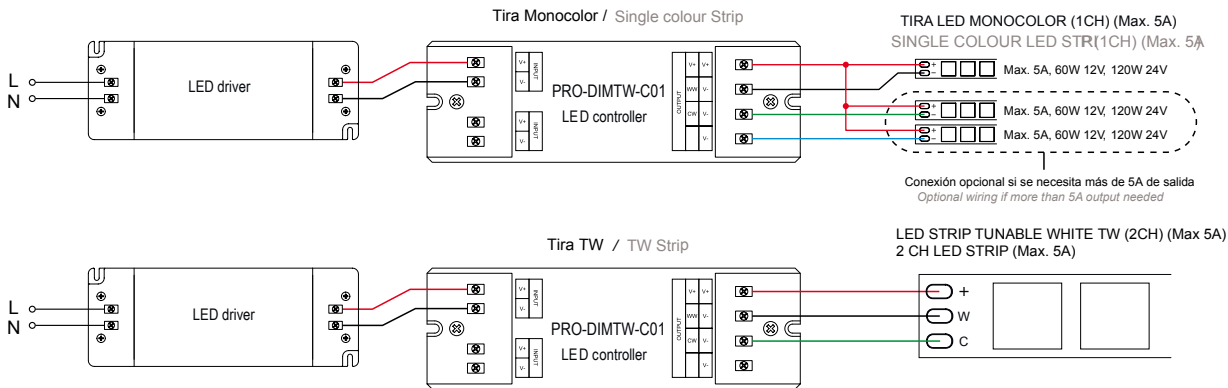 Tira Monocolor / Single colour Strip
TIRA LED MONOCOLOR (1CH) (Max. 5A)
SINGLE COLOUR LED STRIP (1CH) (Max. 5A)
L
N
LED driver
V+
V-
INPUT
V+
V-
INPUT
PRO-DIMTW-C01
LED controller
OUTPUT
V+ V+
WW V-
CW V-
V-
+
−
Max. 5A, 60W 12V, 120W 24V
+
−
Max. 5A, 60W 12V, 120W 24V
+
−
Max. 5A, 60W 12V, 120W 24V
Conexión opcional si se necesita más de 5A de salida
Optional wiring if more than 5A output needed
Tira TW / TW Strip
LED STRIP TUNABLE WHITE TW (2CH) (Max 5A)
2 CH LED STRIP (Max. 5A)
L
N
LED driver
V+
V-
INPUT
V+
V-
INPUT
PRO-DIMTW-C01
LED controller
OUTPUT
V+ V+
WW V-
CW V-
V-
+
W
C